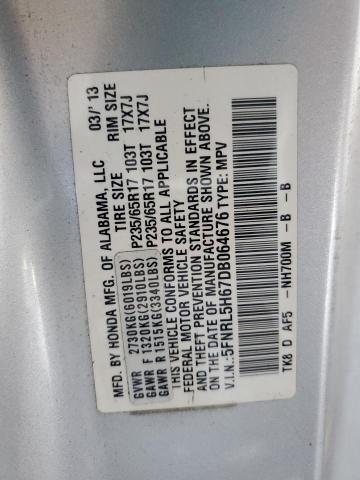 MFD. BY HONDA MFG. OF ALABAMA, LLC 03/'13
TIRE SIZE RIM SIZE
GVWR 2730KG(6019LBS)
GAWR F 1320KG(2910LBS) P235/65R17 103T 17X7J
GAWR R 1515KG(3340LBS) P235/65R17 103T 17X7J
THIS VEHICLE CONFORMS TO ALL APPLICABLE
FEDERAL MOTOR VEHICLE SAFETY
AND THEFT PREVENTION STANDARDS IN EFFECT
ON THE DATE OF MANUFACTURE SHOWN ABOVE.
V.I.N.:5FNRL5H67DB064676 TYPE: MPV
TK8 D AF5 -NH700M -B -B